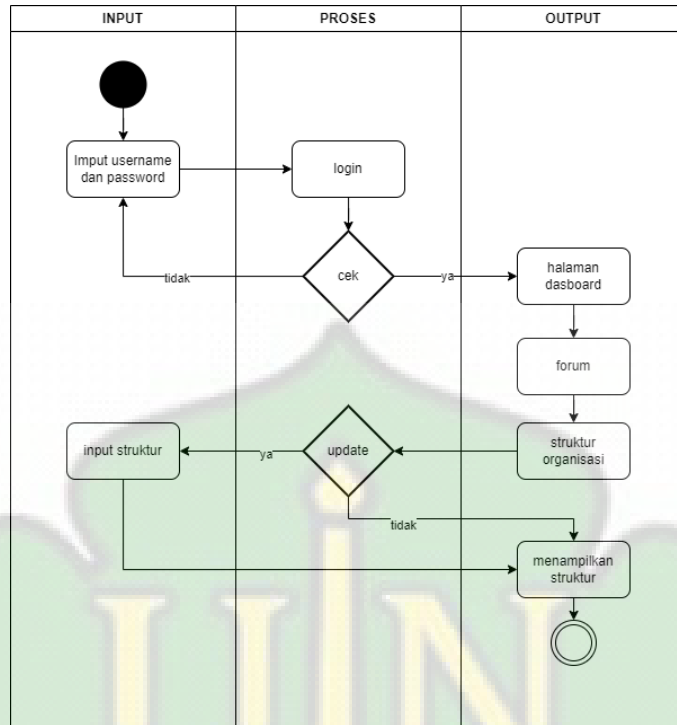 INPUT
PROSES
OUTPUT
Imput username
dan password
login
cek
tidak
ya
halaman
dasboard
forum
struktur
organisasi
update
ya
input struktur
tidak
menampilkan
struktur
UIN